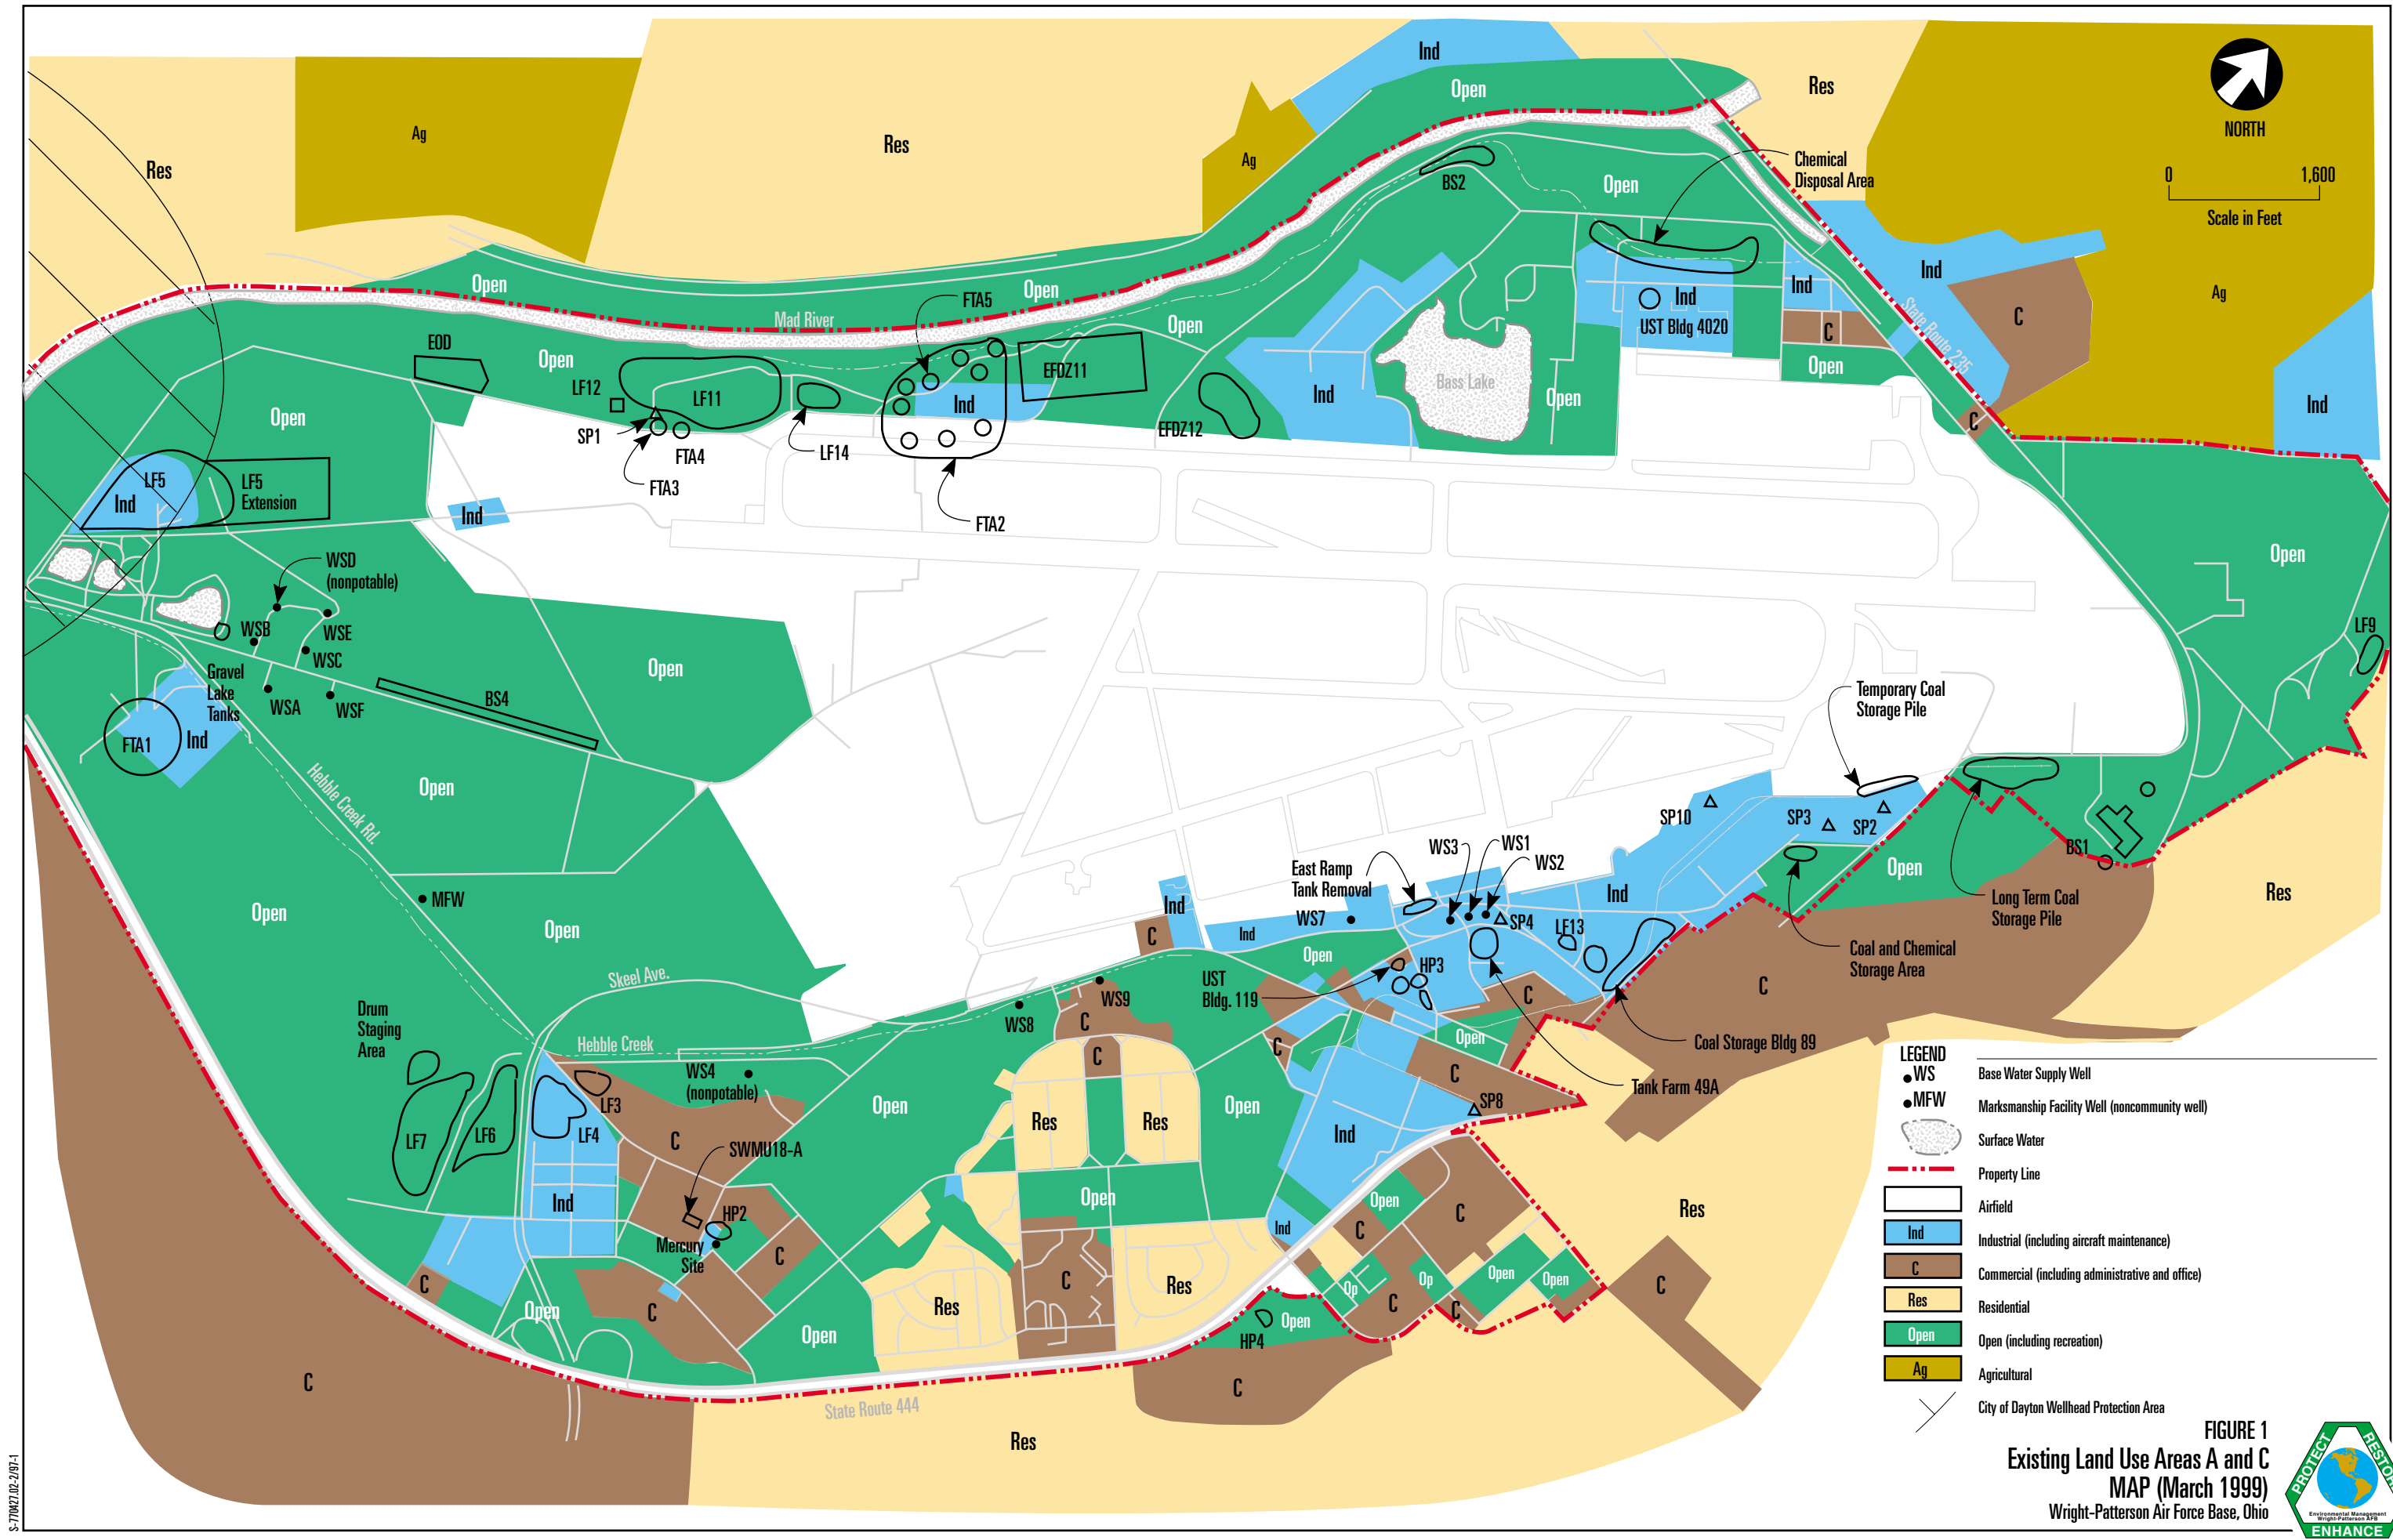 Ind
Open
Res
Res
Ag
Res
Ag
NORTH
0 1,600
Scale in Feet
Chemical
Disposal Area
BS2
Open
Open
Open
FTA5
Mad River
Open
Ind
UST Bldg 4020
Ind
C
Open
Ind
State Route 235
C
Ag
Ind
C
EOD
Open
LF12
LF11
SP1
FTA4
FTA3
LF14
Ind
FTA2
EFDZ11
EFDZ12
Ind
Bass Lake
Open
Open
LF5
Ind
LF5
Extension
Ind
WSD
(nonpotable)
WSB
WSE
WSC
Gravel
Lake
Tanks
WSA
WSF
BS4
Open
Open
LF9
FTA1
Ind
Hebble Creek Rd.
Open
Temporary Coal
Storage Pile
SP10
SP3
SP2
BS1
Open
Long Term Coal
Storage Pile
Res
Coal and Chemical
Storage Area
C
MFW
Open
Open
Skeel Ave.
Ind
C
East Ramp
Tank Removal
WS3
WS1
WS2
WS7
Ind
SP4
LF13
Ind
Open
UST
Bldg. 119
HP3
C
Open
Coal Storage Bldg 89
Tank Farm 49A
Drum
Staging
Area
Hebble Creek
WS8
WS9
C
C
C
C
SP8
WS4
(nonpotable)
LF3
LF4
LF7
LF6
C
Open
Res
Res
Open
Ind
SWMU18-A
Ind
HP2
Mercury
Site
C
Open
Ind
Open
C
C
Res
C
C
Open
C
Open
Res
C
Res
Op
C
Op
C
Open
Open
HP4
Open
C
C
State Route 444
Res
LEGEND
WS Base Water Supply Well
MFW Marksmanship Facility Well (noncommunity well)
Surface Water
Property Line
Airfield
Ind Industrial (including aircraft maintenance)
C Commercial (including administrative and office)
Res Residential
Open Open (including recreation)
Ag Agricultural
City of Dayton Wellhead Protection Area
FIGURE 1
Existing Land Use Areas A and C
MAP (March 1999)
Wright-Patterson Air Force Base, Ohio
PROTECT
Environmental Management
Wright-Patterson AFB
ENHANCE
S-770427.02-2/97-1